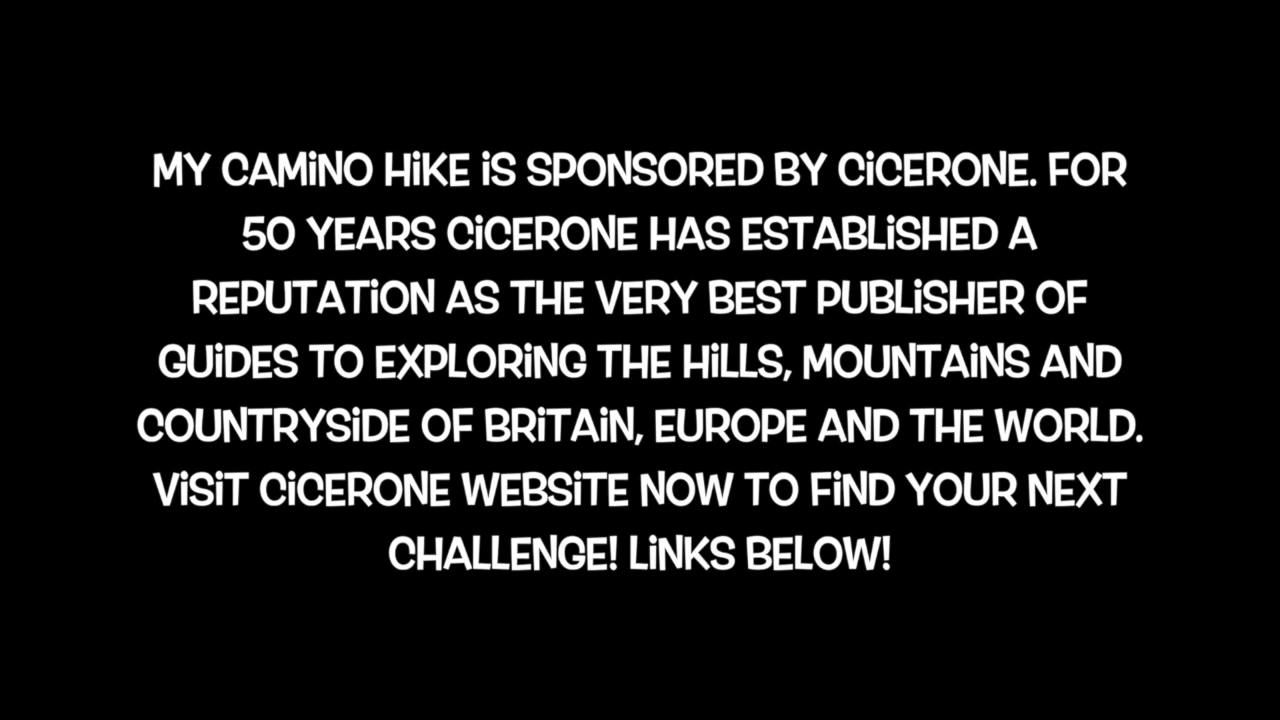 MY CAMiNO HiKE iS SPONSORED BY CiCERONE. FOR
50 YEARS CiCERONE HAS ESTABLiSHED A
REPUTATiON AS THE VERY BEST PUBLiSHER OF
GUiDES TO EXPLORiNG THE HiLLS, MOUNTAiNS AND
COUNTRYSiDE OF BRiTAiN, EUROPE AND THE WORLD.
ViSiT CiCERONE WEBSiTE NOW TO FiND YOUR NEXT
CHALLENGE! LiNKS BELOW!